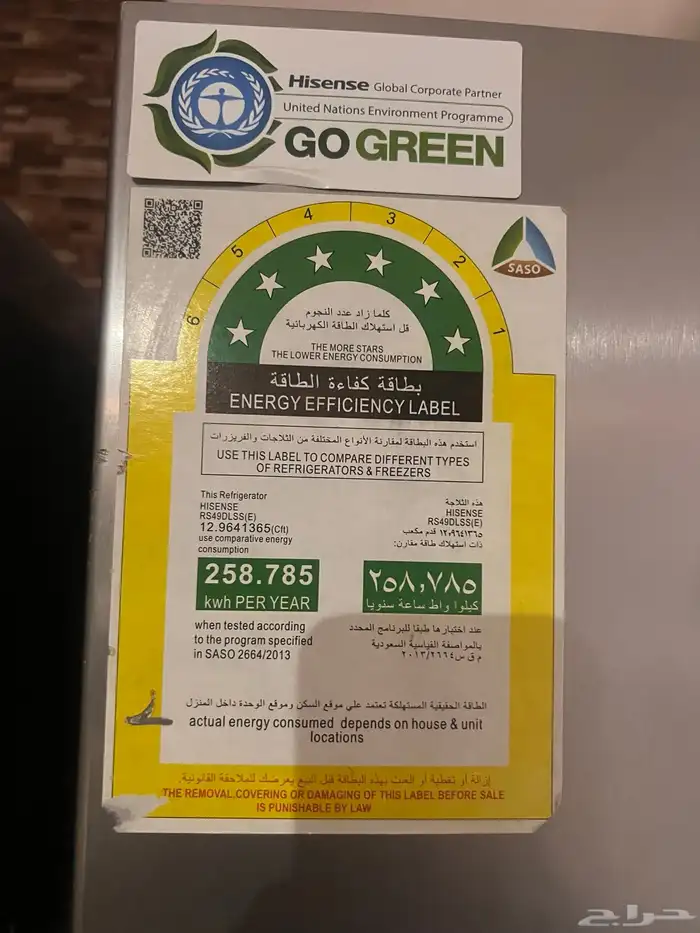 Hisense Global Corporate Partner
United Nations Environment Programme
GO GREEN
6 5 4 3 2 1
SASO
كلما زاد عدد النجوم
قل استهلاك الطاقة الكهربائية
THE MORE STARS
THE LOWER ENERGY CONSUMPTION
بطاقة كفاءة الطاقة
ENERGY EFFICIENCY LABEL
استخدم هذه البطاقة لمقارنة الأنواع المختلفة من الثلاجات والفريزرات
USE THIS LABEL TO COMPARE DIFFERENT TYPES
OF REFRIGERATORS & FREEZERS
This Refrigerator
HISENSE
RS49DLSS(E)
12.9641365(Cft)
use comparative energy
consumption
258.785
kwh PER YEAR
when tested according
to the program specified
in SASO 2664/2013
هذه الثلاجة
HISENSE
RS49DLSS(E)
١٢,٩٦٤١٣٦٥ قدم مكعب
ذات استهلاك طاقة مقارن:
٢٥٨,٧٨٥
كيلوا واط ساعة سنويا
عند اختبارها طبقا للبرنامج المحدد
بالمواصفة القياسية السعودية
م ق س ٢٠١٣/٢٦٦٤
الطاقة الحقيقية المستهلكة تعتمد علي موقع السكن وموقع الوحدة داخل المنزل
actual energy consumed depends on house & unit
locations
إزالة أو تغطية أو العبث بهذه البطاقة قبل البيع يعرضك للملاحقة القانونية.
THE REMOVAL,COVERING OR DAMAGING OF THIS LABEL BEFORE SALE
IS PUNISHABLE BY LAW
حراج